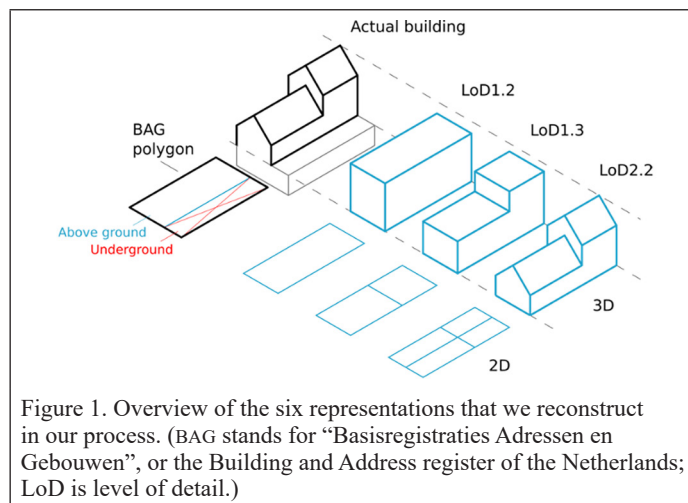 Actual building
LoD1.2
LoD1.3
LoD2.2
BAG
polygon
Above ground
Underground
3D
2D
Figure 1. Overview of the six representations that we reconstruct
in our process. (BAG stands for “Basisregistraties Adressen en
Gebouwen”, or the Building and Address register of the Netherlands;
LoD is level of detail.)